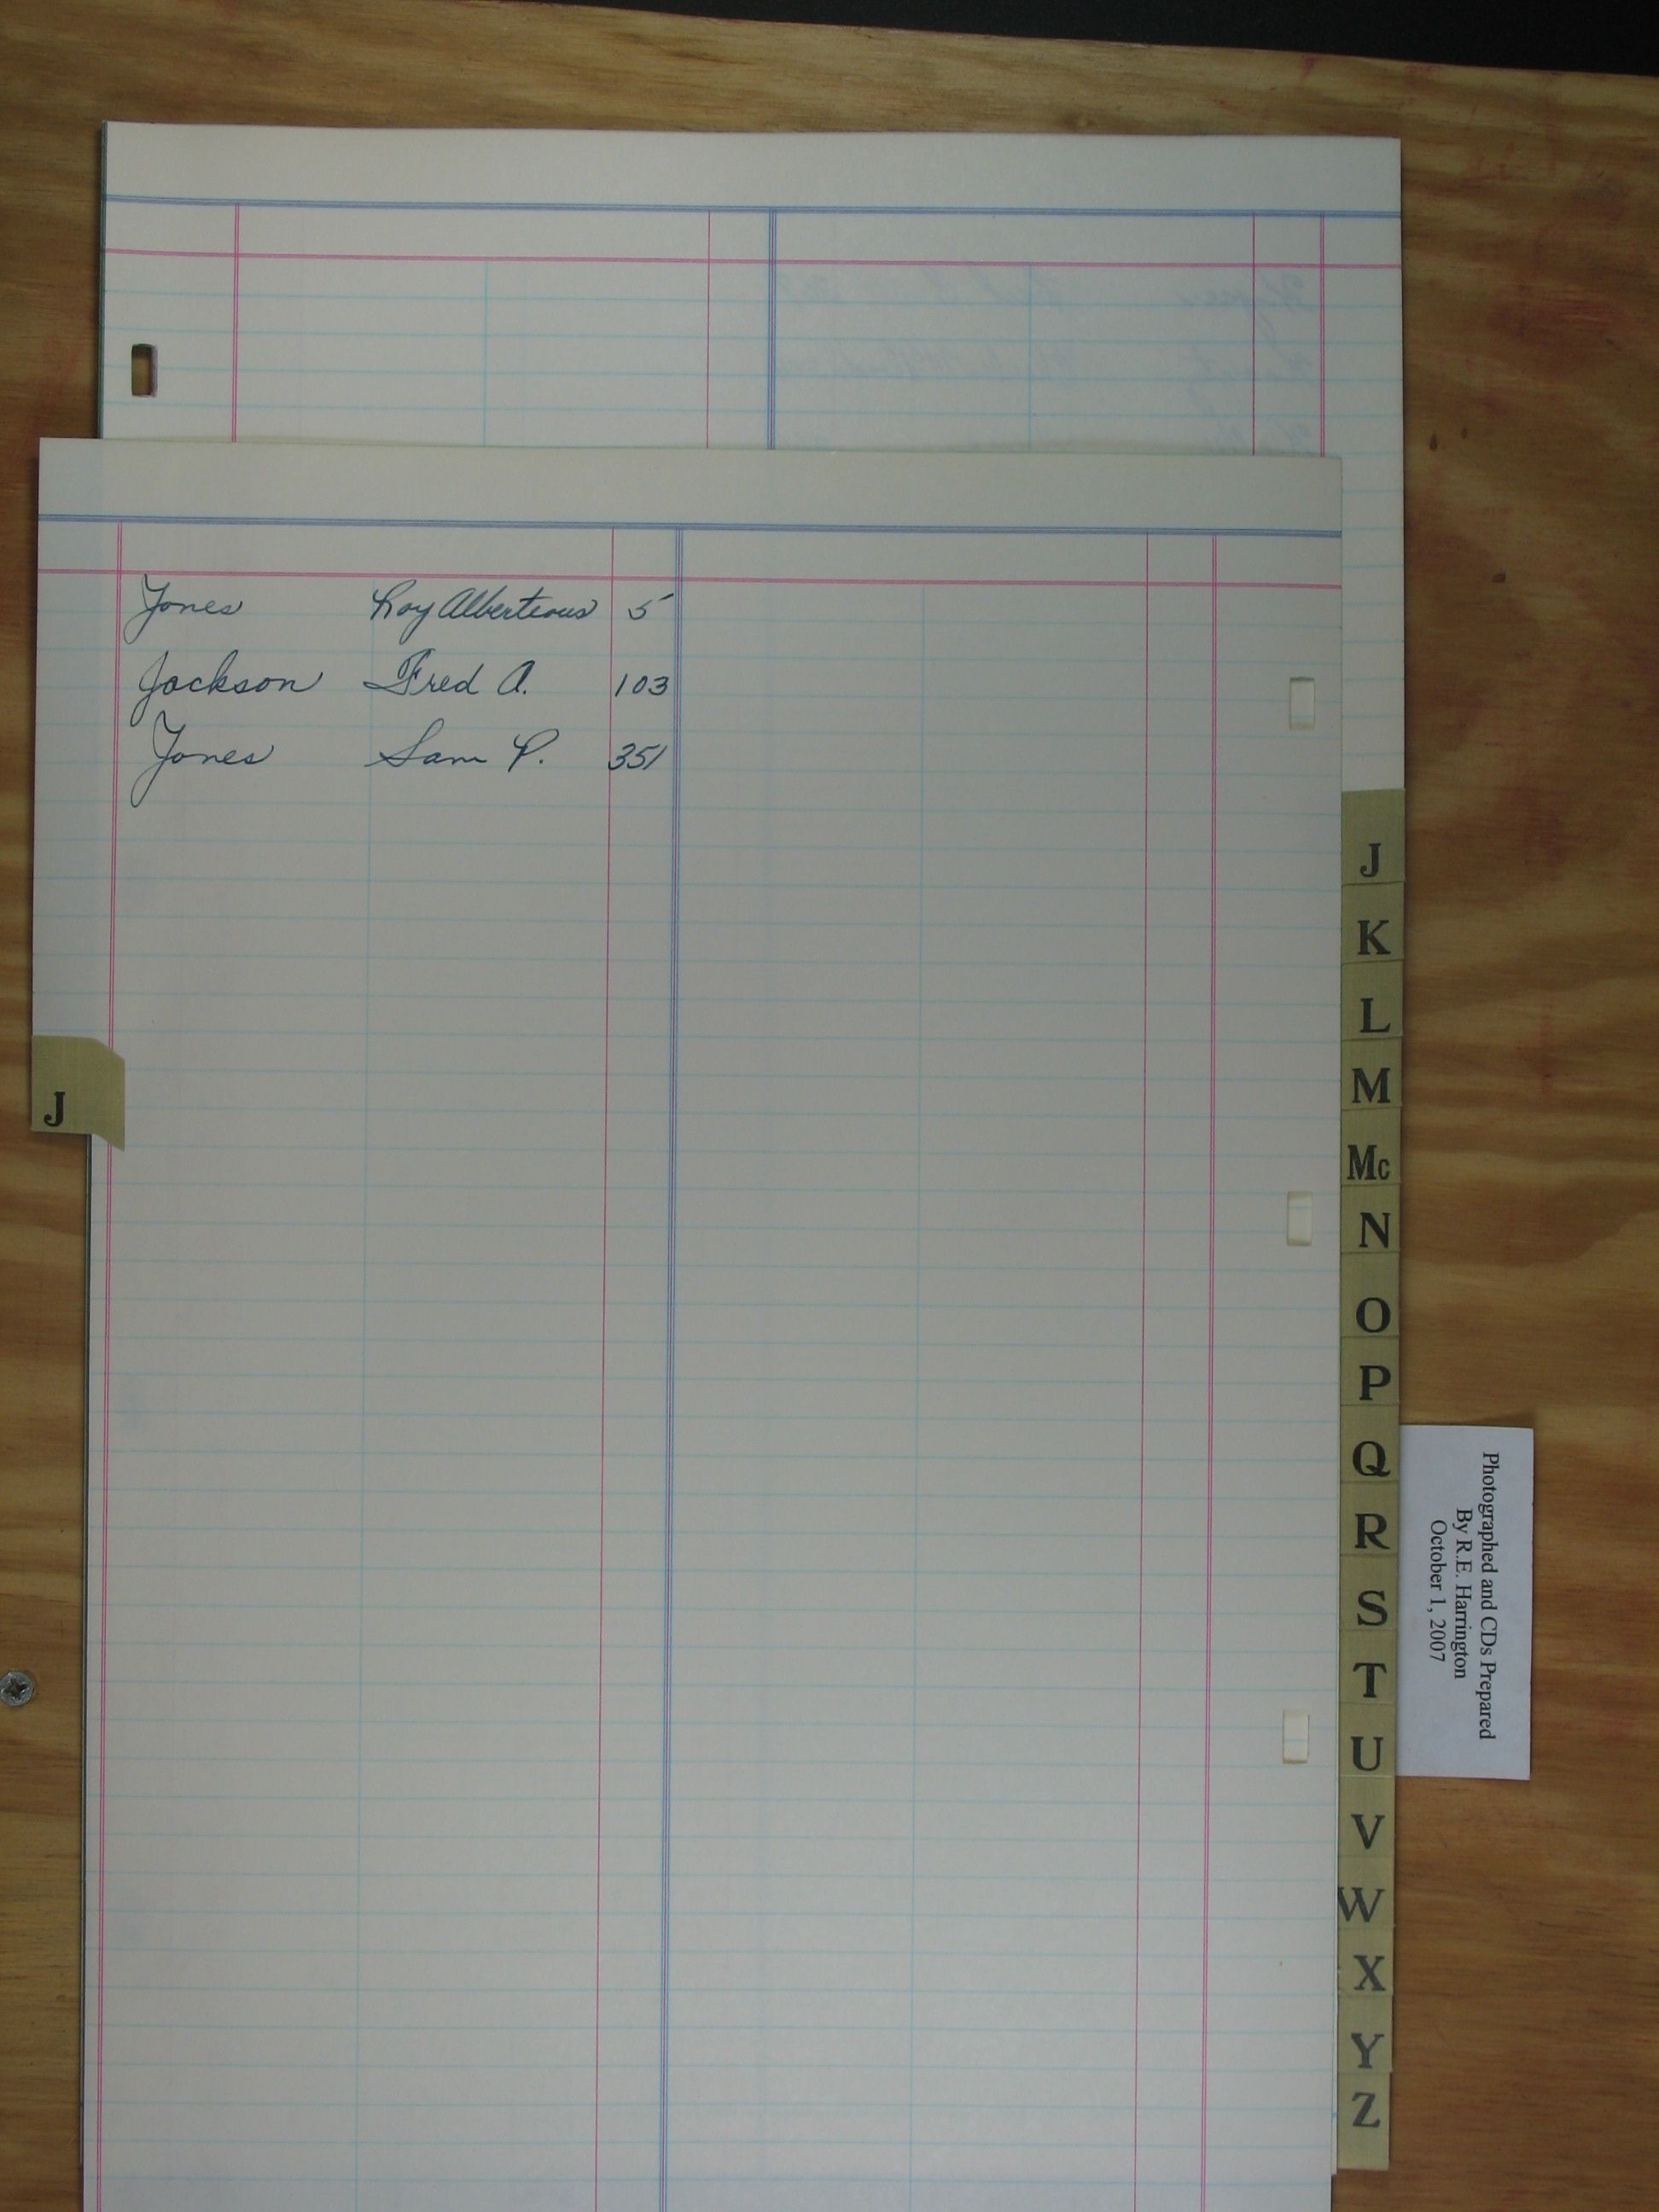 Jones Roy Alberteous 5
Jackson Fred A. 103
Jones Sam P. 351
J
J
K
L
M
Mc
N
O
P
Q
R
S
T
U
V
W
X
Y
Z
Photographed and CDs Prepared
By R.E. Harrington
October 1, 2007